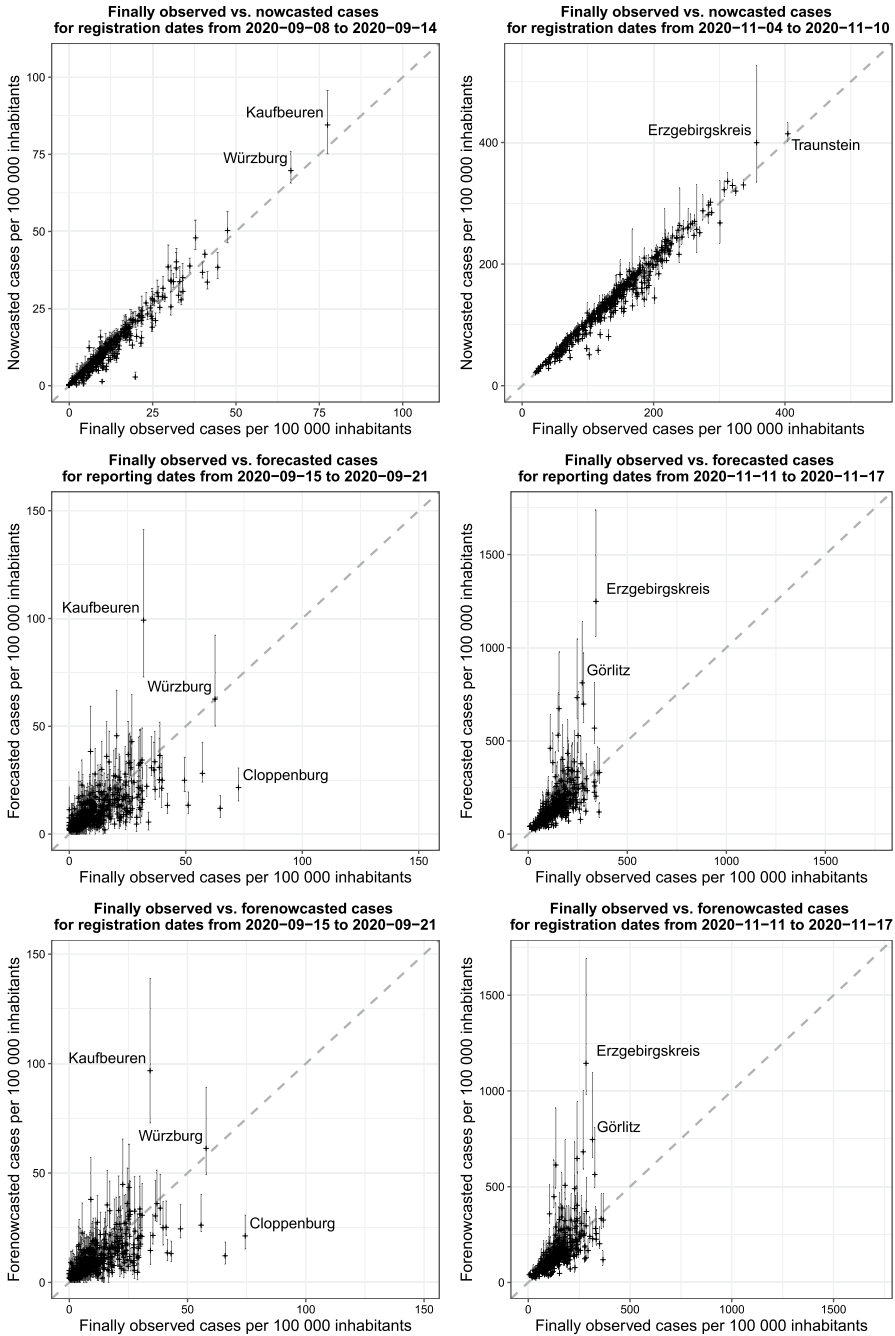 Finally observed vs. nowcasted cases
for registration dates from 2020−09−08 to 2020−09−14
Nowcasted cases per 100 000 inhabitants
100
75
50
25
0
Kaufbeuren
Würzburg
0 25 50 75 100
Finally observed cases per 100 000 inhabitants
Finally observed vs. nowcasted cases
for registration dates from 2020−11−04 to 2020−11−10
Nowcasted cases per 100 000 inhabitants
400
200
0
Erzgebirgskreis
Traunstein
0 200 400
Finally observed cases per 100 000 inhabitants
Finally observed vs. forecasted cases
for reporting dates from 2020−09−15 to 2020−09−21
Forecasted cases per 100 000 inhabitants
150
100
50
0
Kaufbeuren
Würzburg
Cloppenburg
0 50 100 150
Finally observed cases per 100 000 inhabitants
Finally observed vs. forecasted cases
for reporting dates from 2020−11−11 to 2020−11−17
Forecasted cases per 100 000 inhabitants
1500
1000
500
0
Erzgebirgskreis
Görlitz
0 500 1000 1500
Finally observed cases per 100 000 inhabitants
Finally observed vs. forenowcasted cases
for registration dates from 2020−09−15 to 2020−09−21
Forenowcasted cases per 100 000 inhabitants
150
100
50
0
Kaufbeuren
Würzburg
Cloppenburg
0 50 100 150
Finally observed cases per 100 000 inhabitants
Finally observed vs. forenowcasted cases
for registration dates from 2020−11−11 to 2020−11−17
Forenowcasted cases per 100 000 inhabitants
1500
1000
500
0
Erzgebirgskreis
Görlitz
0 500 1000 1500
Finally observed cases per 100 000 inhabitants